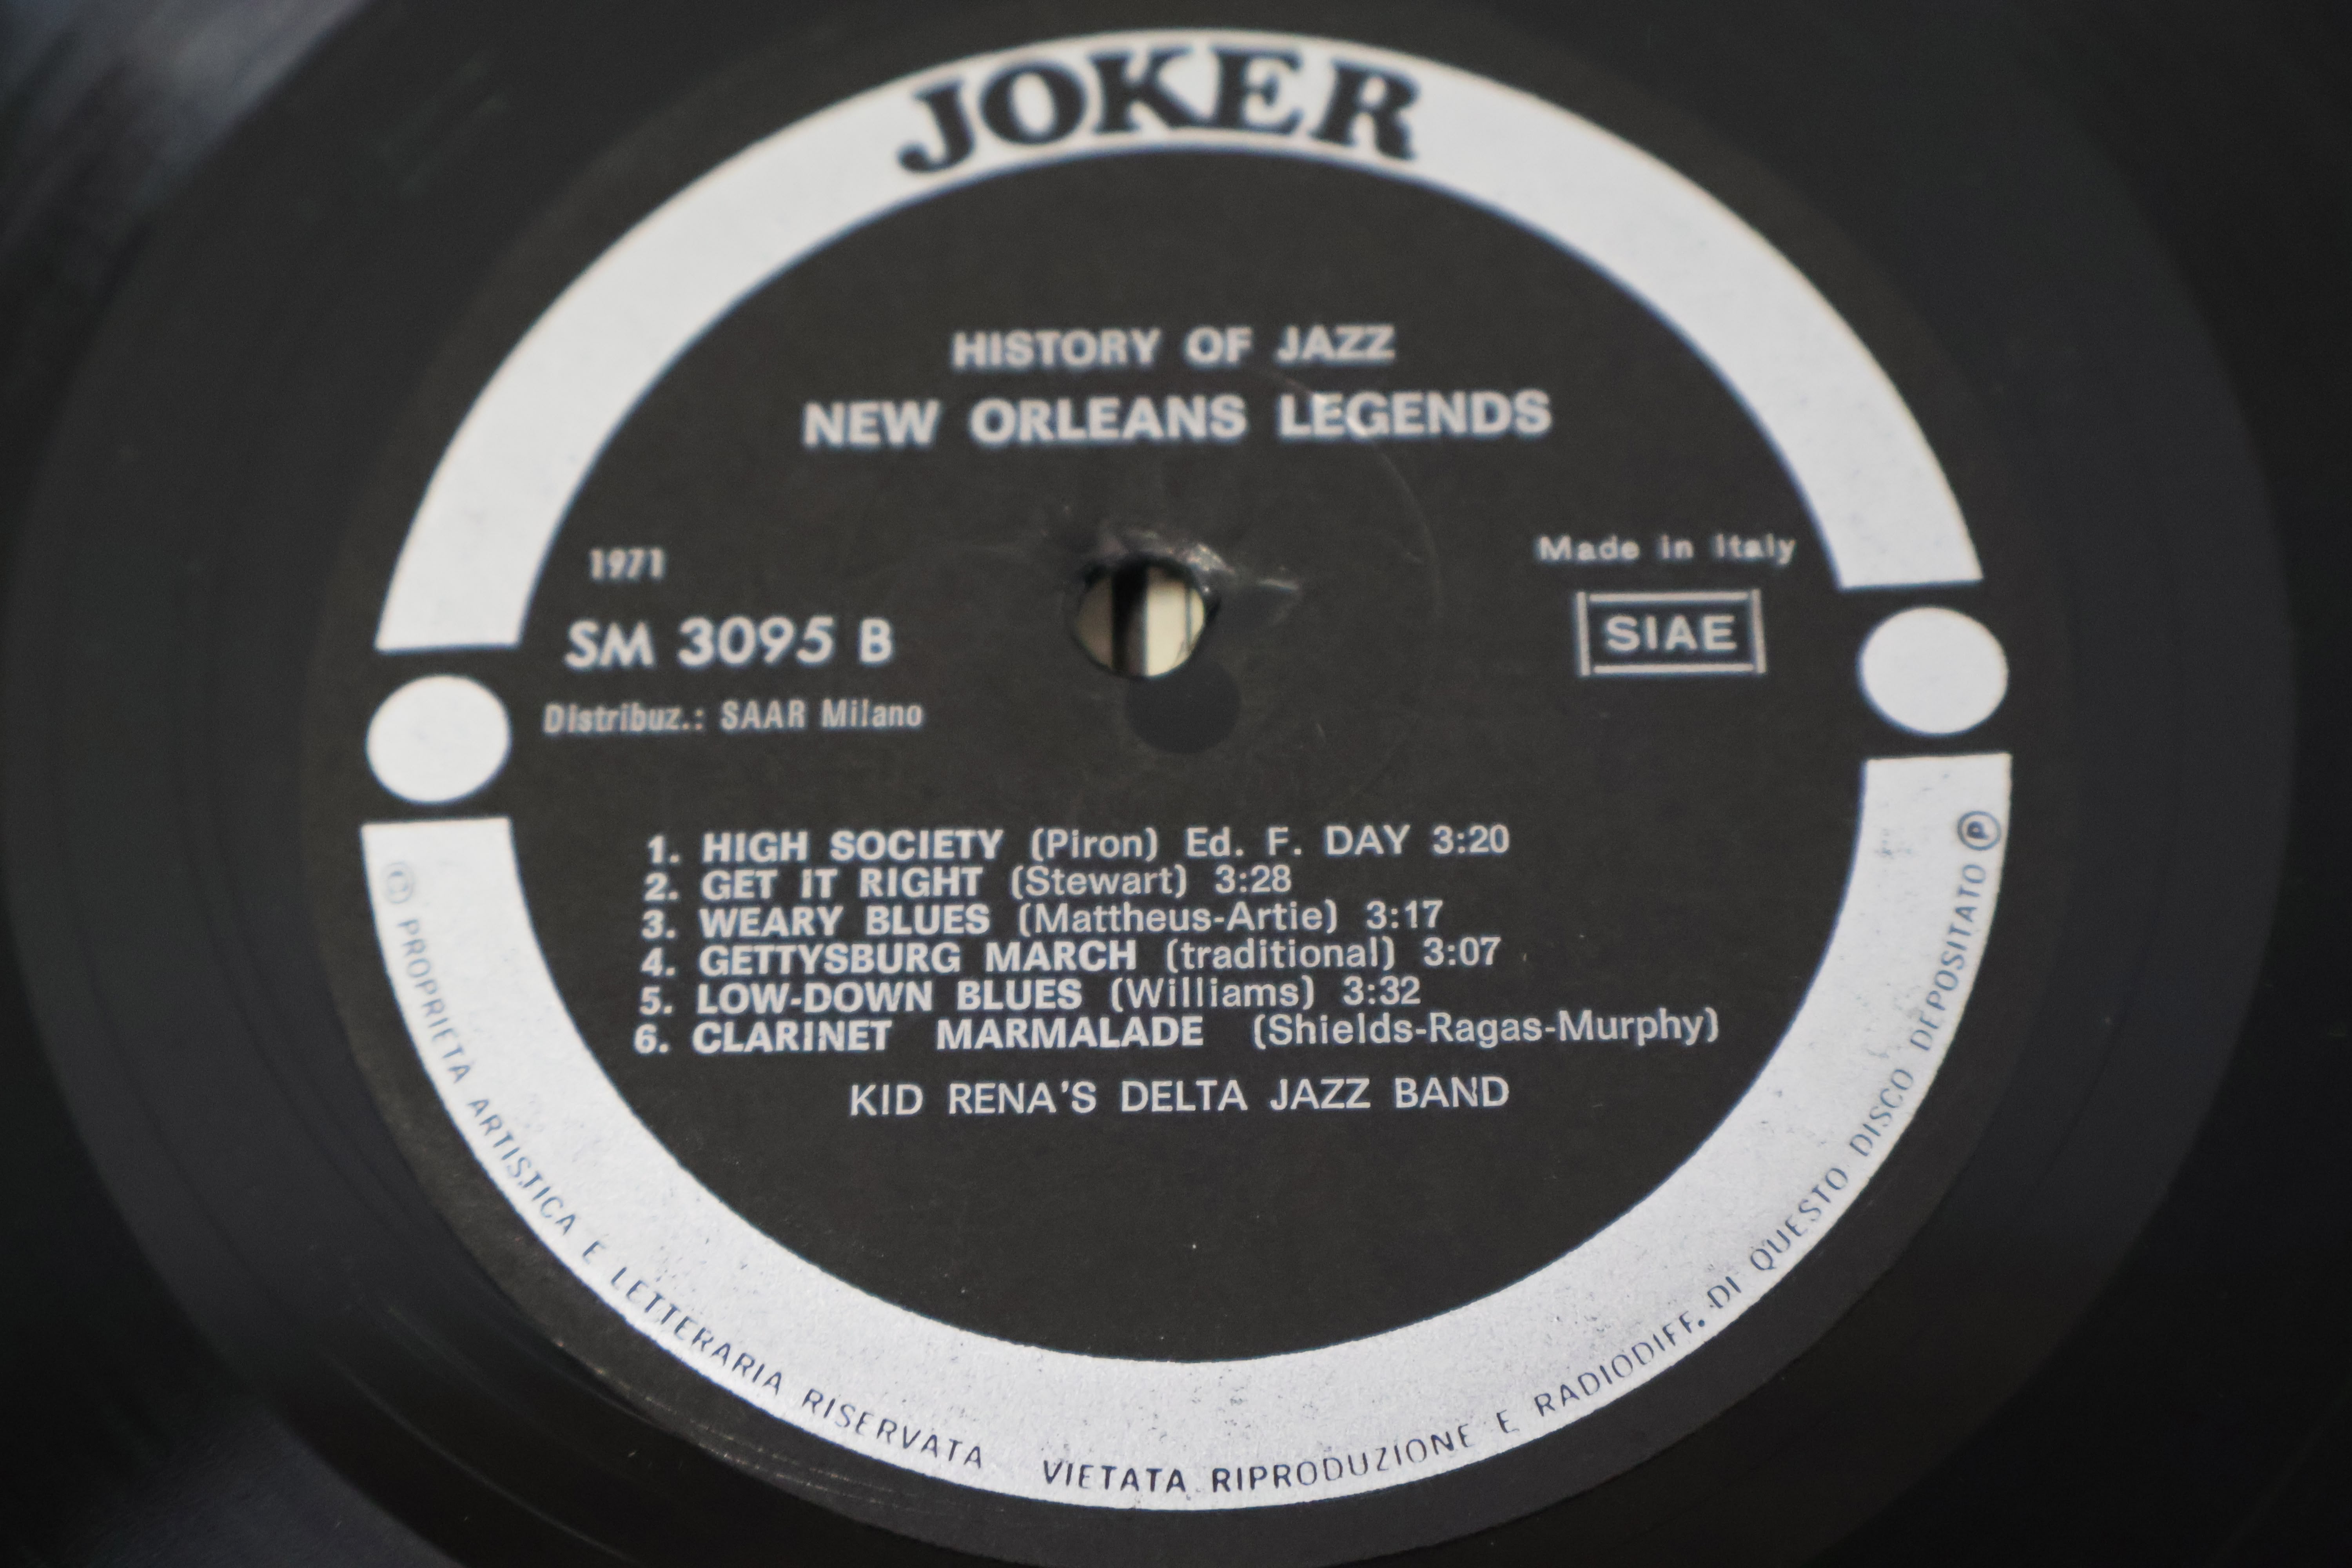 JOKER
HISTORY OF JAZZ
NEW ORLEANS LEGENDS
1971
SM 3095 B
Distribuz.: SAAR Milano
Made in Italy
SIAE
1. HIGH SOCIETY (Piron) Ed. F. DAY 3:20
2. GET IT RIGHT (Stewart) 3:28
3. WEARY BLUES (Mattheus-Artie) 3:17
4. GETTYSBURG MARCH (traditional) 3:07
5. LOW-DOWN BLUES (Williams) 3:32
6. CLARINET MARMALADE (Shields-Ragas-Murphy)
KID RENA'S DELTA JAZZ BAND
© PROPRIETA ARTISTICA E LETTERARIA RISERVATA VIETATA RIPRODUZIONE E RADIODIFF. DI QUESTO DISCO DEPOSITATO ℗